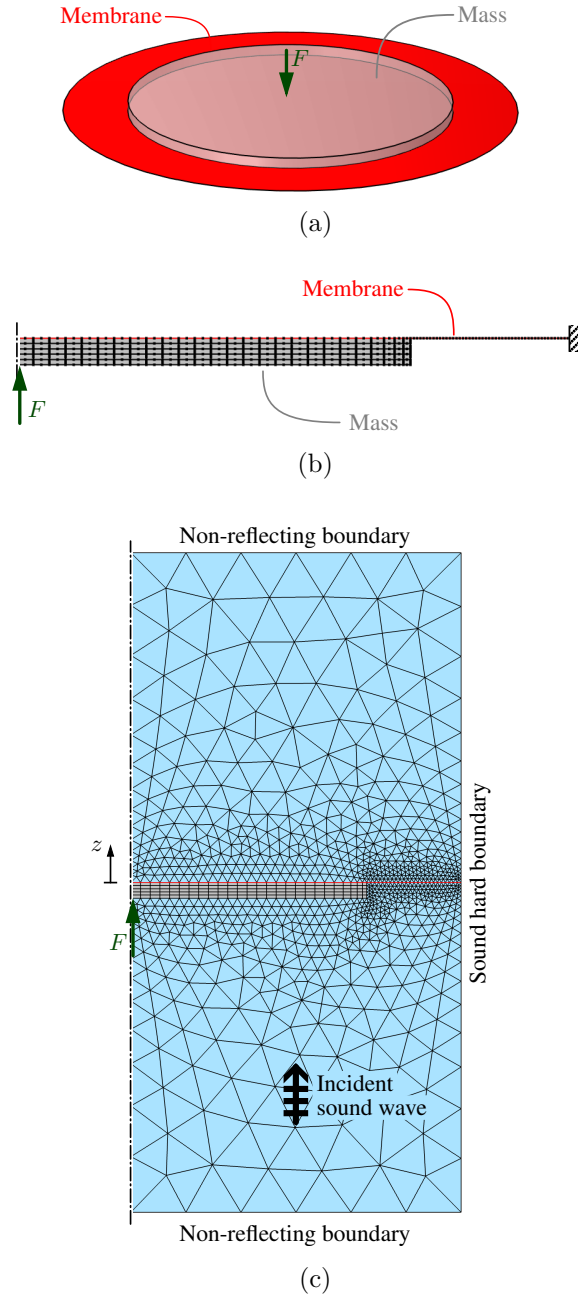 Membrane
Mass
F
(a)
Membrane
F
Mass
(b)
Non-reflecting boundary
z
F
Sound hard boundary
Incident
sound wave
Non-reflecting boundary
(c)